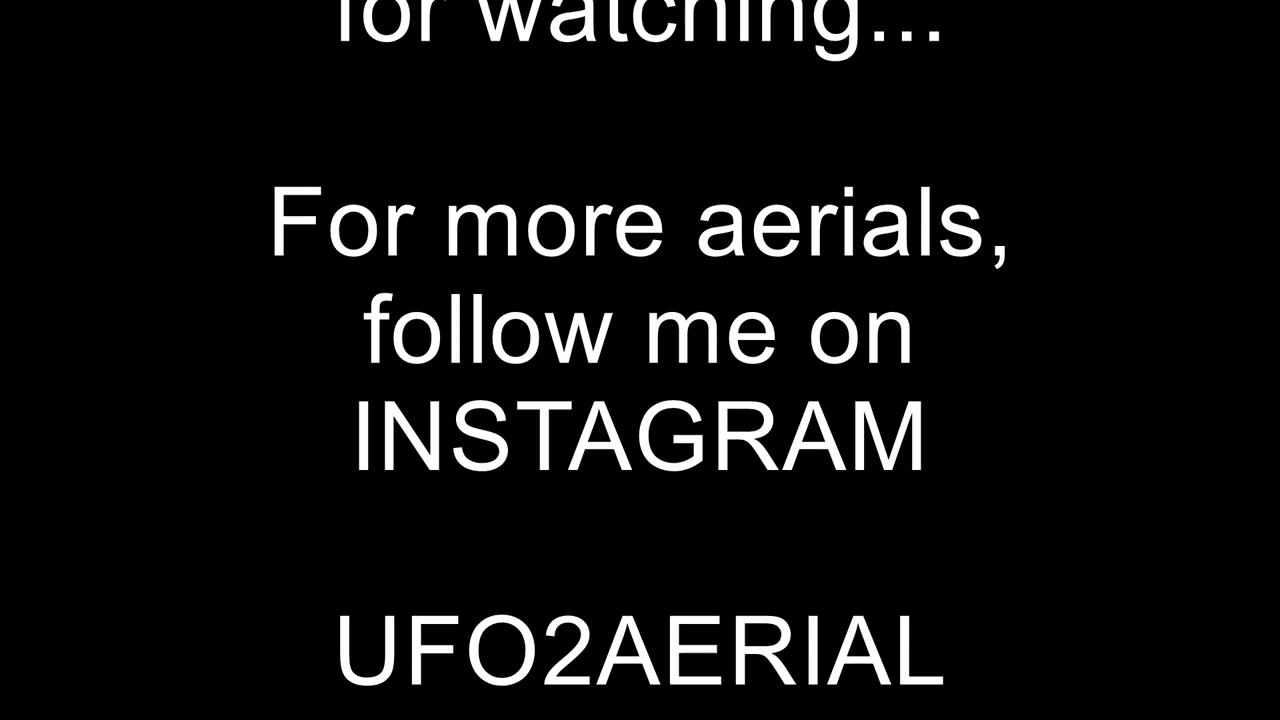 for watching...
For more aerials,
follow me on
INSTAGRAM
UFO2AERIAL